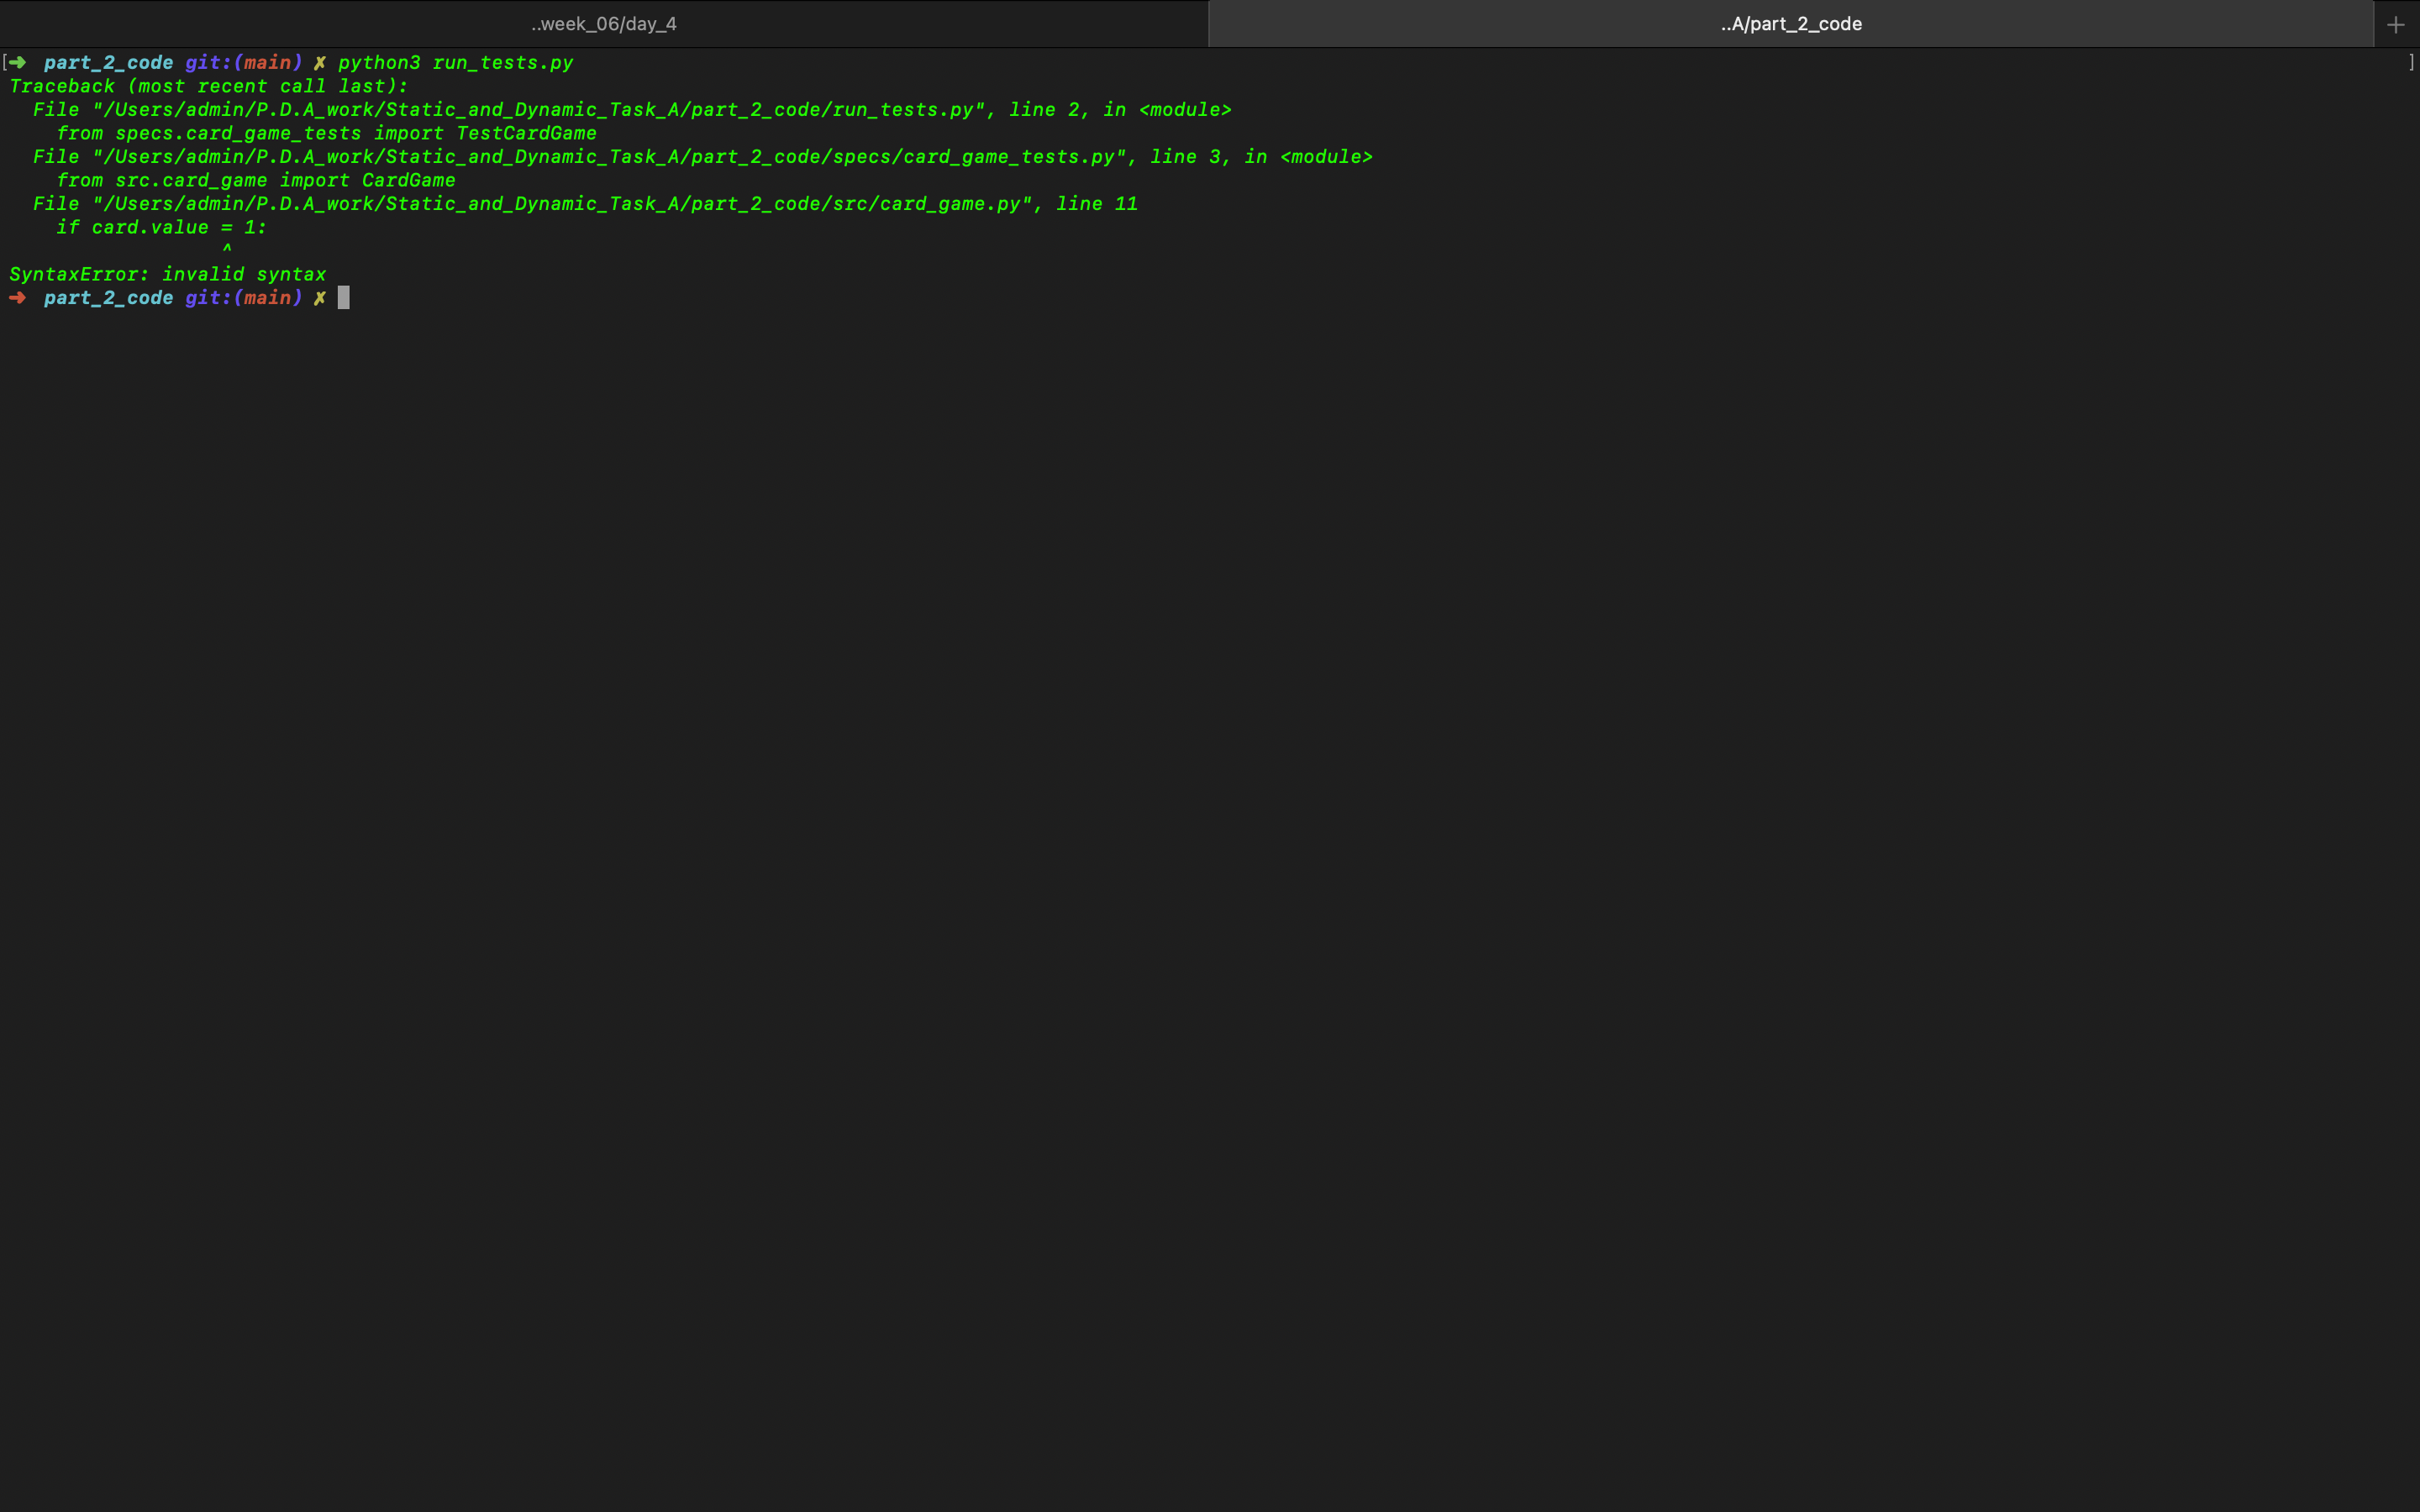 ..week_06/day_4
..A/part_2_code
+
[➜ part_2_code git:(main) ✗ python3 run_tests.py ]
Traceback (most recent call last):
  File "/Users/admin/P.D.A_work/Static_and_Dynamic_Task_A/part_2_code/run_tests.py", line 2, in <module>
    from specs.card_game_tests import TestCardGame
  File "/Users/admin/P.D.A_work/Static_and_Dynamic_Task_A/part_2_code/specs/card_game_tests.py", line 3, in <module>
    from src.card_game import CardGame
  File "/Users/admin/P.D.A_work/Static_and_Dynamic_Task_A/part_2_code/src/card_game.py", line 11
    if card.value = 1:
                  ^
SyntaxError: invalid syntax
➜ part_2_code git:(main) ✗